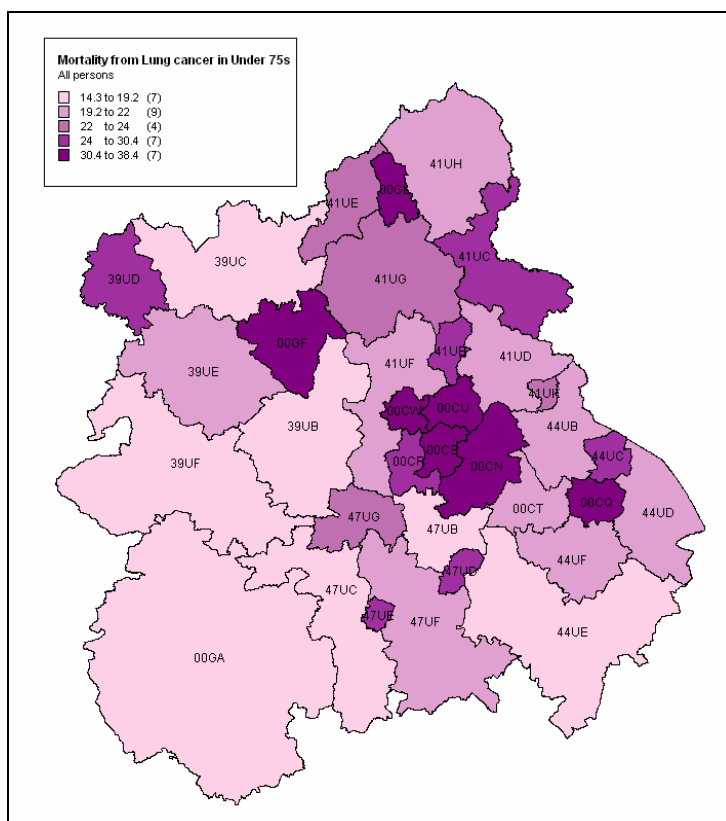 Mortality from Lung cancer in Under 75s
All persons
14.3 to 19.2 (7)
19.2 to 22 (9)
22 to 24 (4)
24 to 30.4 (7)
30.4 to 38.4 (7)
41UH
41UE
41UC
39UC
39UD
41UG
00GF
41UF
41UD
39UE
00CW
00CU
41UK
39UB
44UB
44UC
00CS
00CR
00CN
39UF
00CT
00CQ
44UD
47UG
47UB
44UF
47UD
47UC
47UE
47UF
44UE
00GA